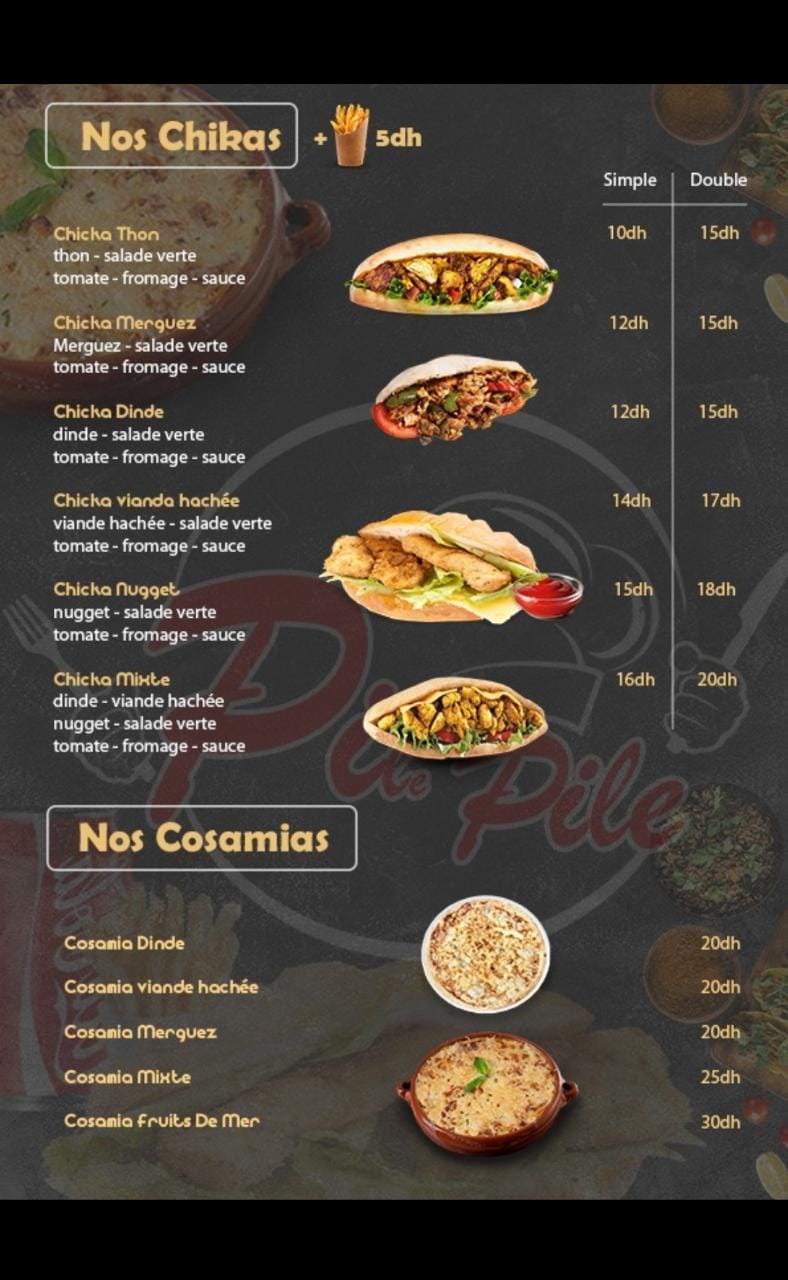 Nos Chikas + 5dh
Simple Double
Chicka Thon 10dh 15dh
thon - salade verte
tomate - fromage - sauce
Chicka Merguez 12dh 15dh
Merguez - salade verte
tomate - fromage - sauce
Chicka Dinde 12dh 15dh
dinde - salade verte
tomate - fromage - sauce
Chicka vianda hachée 14dh 17dh
viande hachée - salade verte
tomate - fromage - sauce
Chicka Nugget 15dh 18dh
nugget - salade verte
tomate - fromage - sauce
Chicka Mixte 16dh 20dh
dinde - viande hachée
nugget - salade verte
tomate - fromage - sauce
Pile
Nos Cosamias
Cosamia Dinde 20dh
Cosamia viande hachée 20dh
Cosamia Merguez 20dh
Cosamia Mixte 25dh
Cosamia Fruits De Mer 30dh